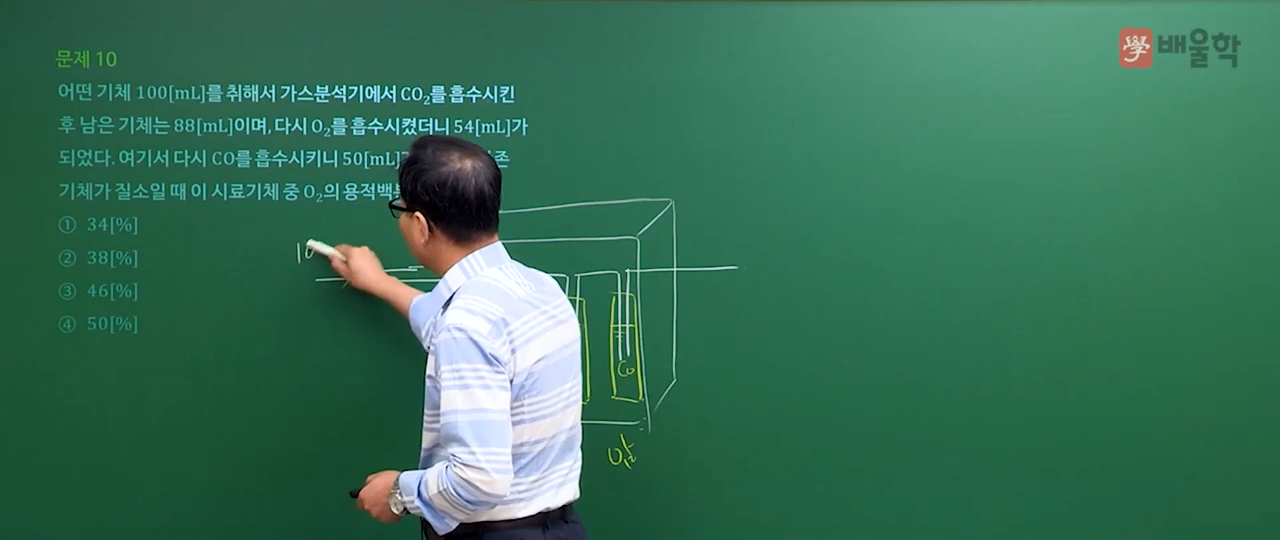 문제 10
어떤 기체 100[mL]를 취해서 가스분석기에서 CO₂를 흡수시킨
후 남은 기체는 88[mL]이며, 다시 O₂를 흡수시켰더니 54[mL]가
되었다. 여기서 다시 CO를 흡수시키니 50[mL]
기체가 질소일 때 이 시료기체 중 O₂의
① 34[%]
② 38[%]
③ 46[%]
④ 50[%]
10
CO
암
學 배울학